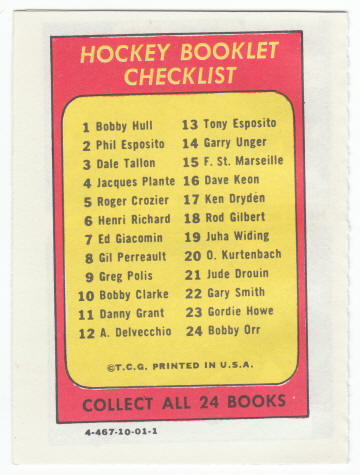 HOCKEY BOOKLET
CHECKLIST
1 Bobby Hull
2 Phil Esposito
3 Dale Tallon
4 Jacques Plante
5 Roger Crozier
6 Henri Richard
7 Ed Giacomin
8 Gil Perreault
9 Greg Polis
10 Bobby Clarke
11 Danny Grant
12 A. Delvecchio
13 Tony Esposito
14 Garry Unger
15 F. St. Marseille
16 Dave Keon
17 Ken Dryden
18 Rod Gilbert
19 Juha Widing
20 O. Kurtenbach
21 Jude Drouin
22 Gary Smith
23 Gordie Howe
24 Bobby Orr
©T.C.G. PRINTED IN U.S.A.
COLLECT ALL 24 BOOKS
4-467-10-01-1